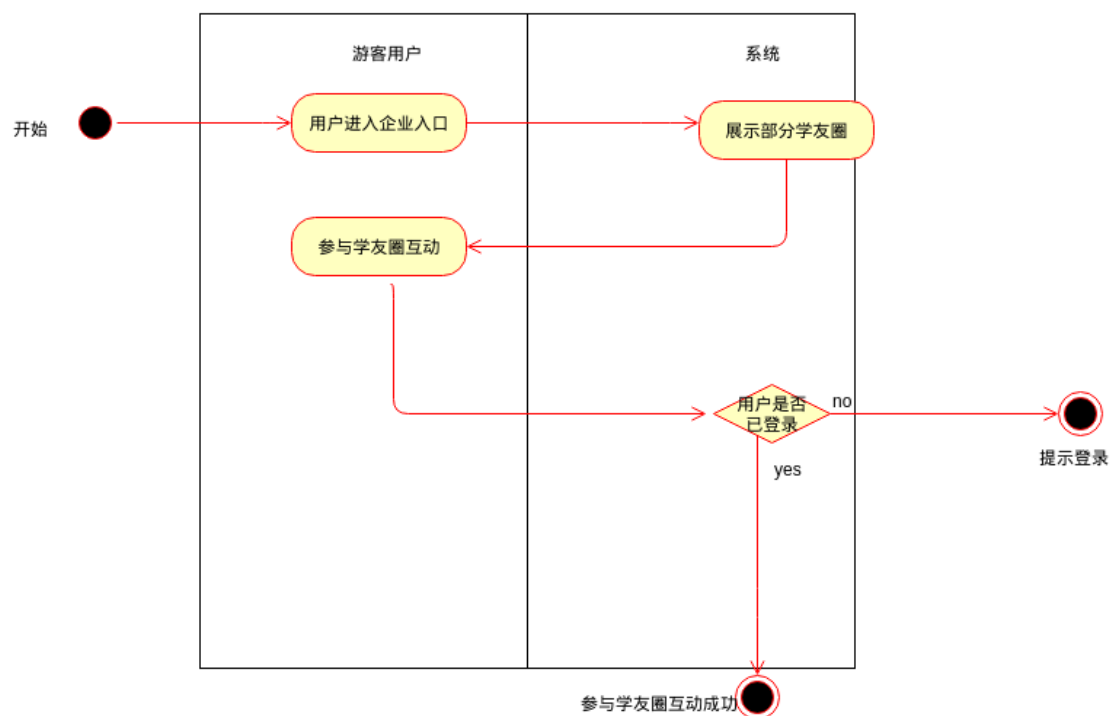 游客用户
系统
开始
用户进入企业入口
展示部分学友圈
参与学友圈互动
用户是否
已登录
no
提示登录
yes
参与学友圈互动成功